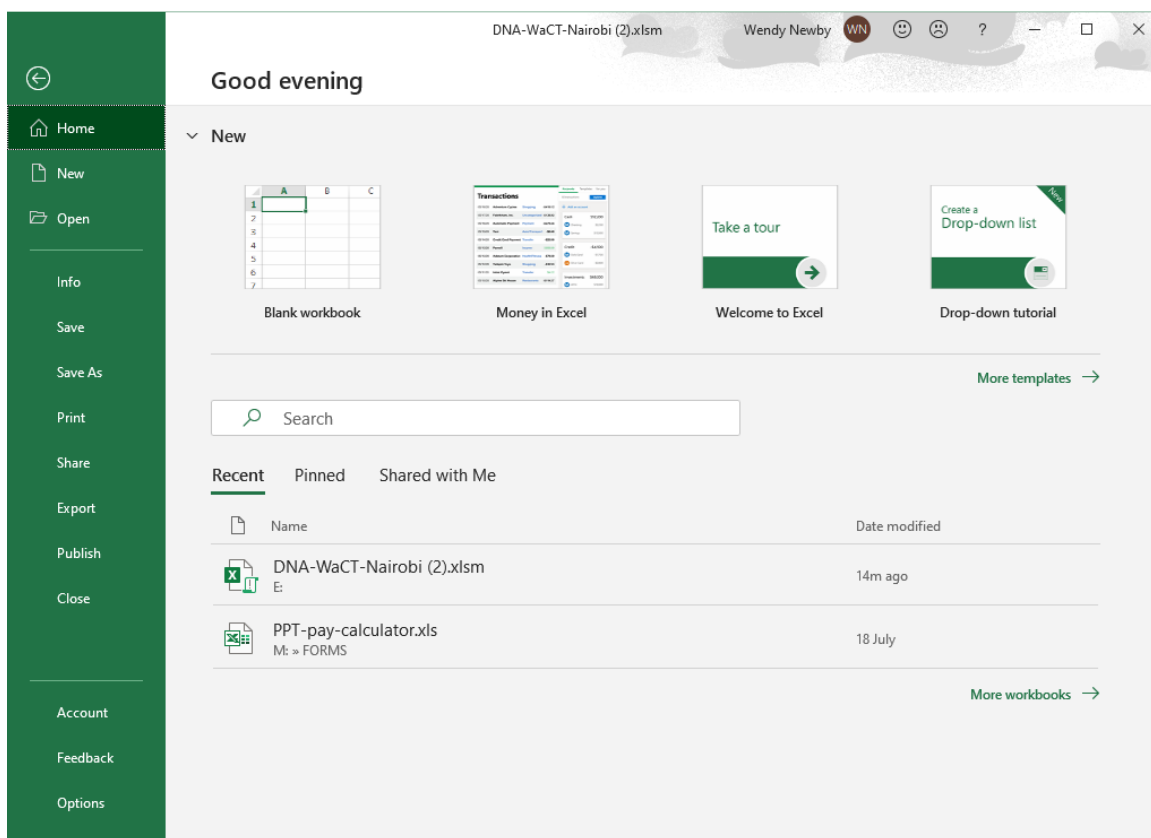 DNA-WaCT-Nairobi (2).xlsm Wendy Newby WN ?
Good evening
Home
New
Open
Info
Save
Save As
Print
Share
Export
Publish
Close
Account
Feedback
Options
New
A B C
1
2
3
4
5
6
7
Blank workbook
Transactions
Money in Excel
Take a tour
Welcome to Excel
New
Create a
Drop-down list
Drop-down tutorial
More templates
Search
Recent Pinned Shared with Me
Name Date modified
DNA-WaCT-Nairobi (2).xlsm 14m ago
E:
PPT-pay-calculator.xls 18 July
M: » FORMS
More workbooks